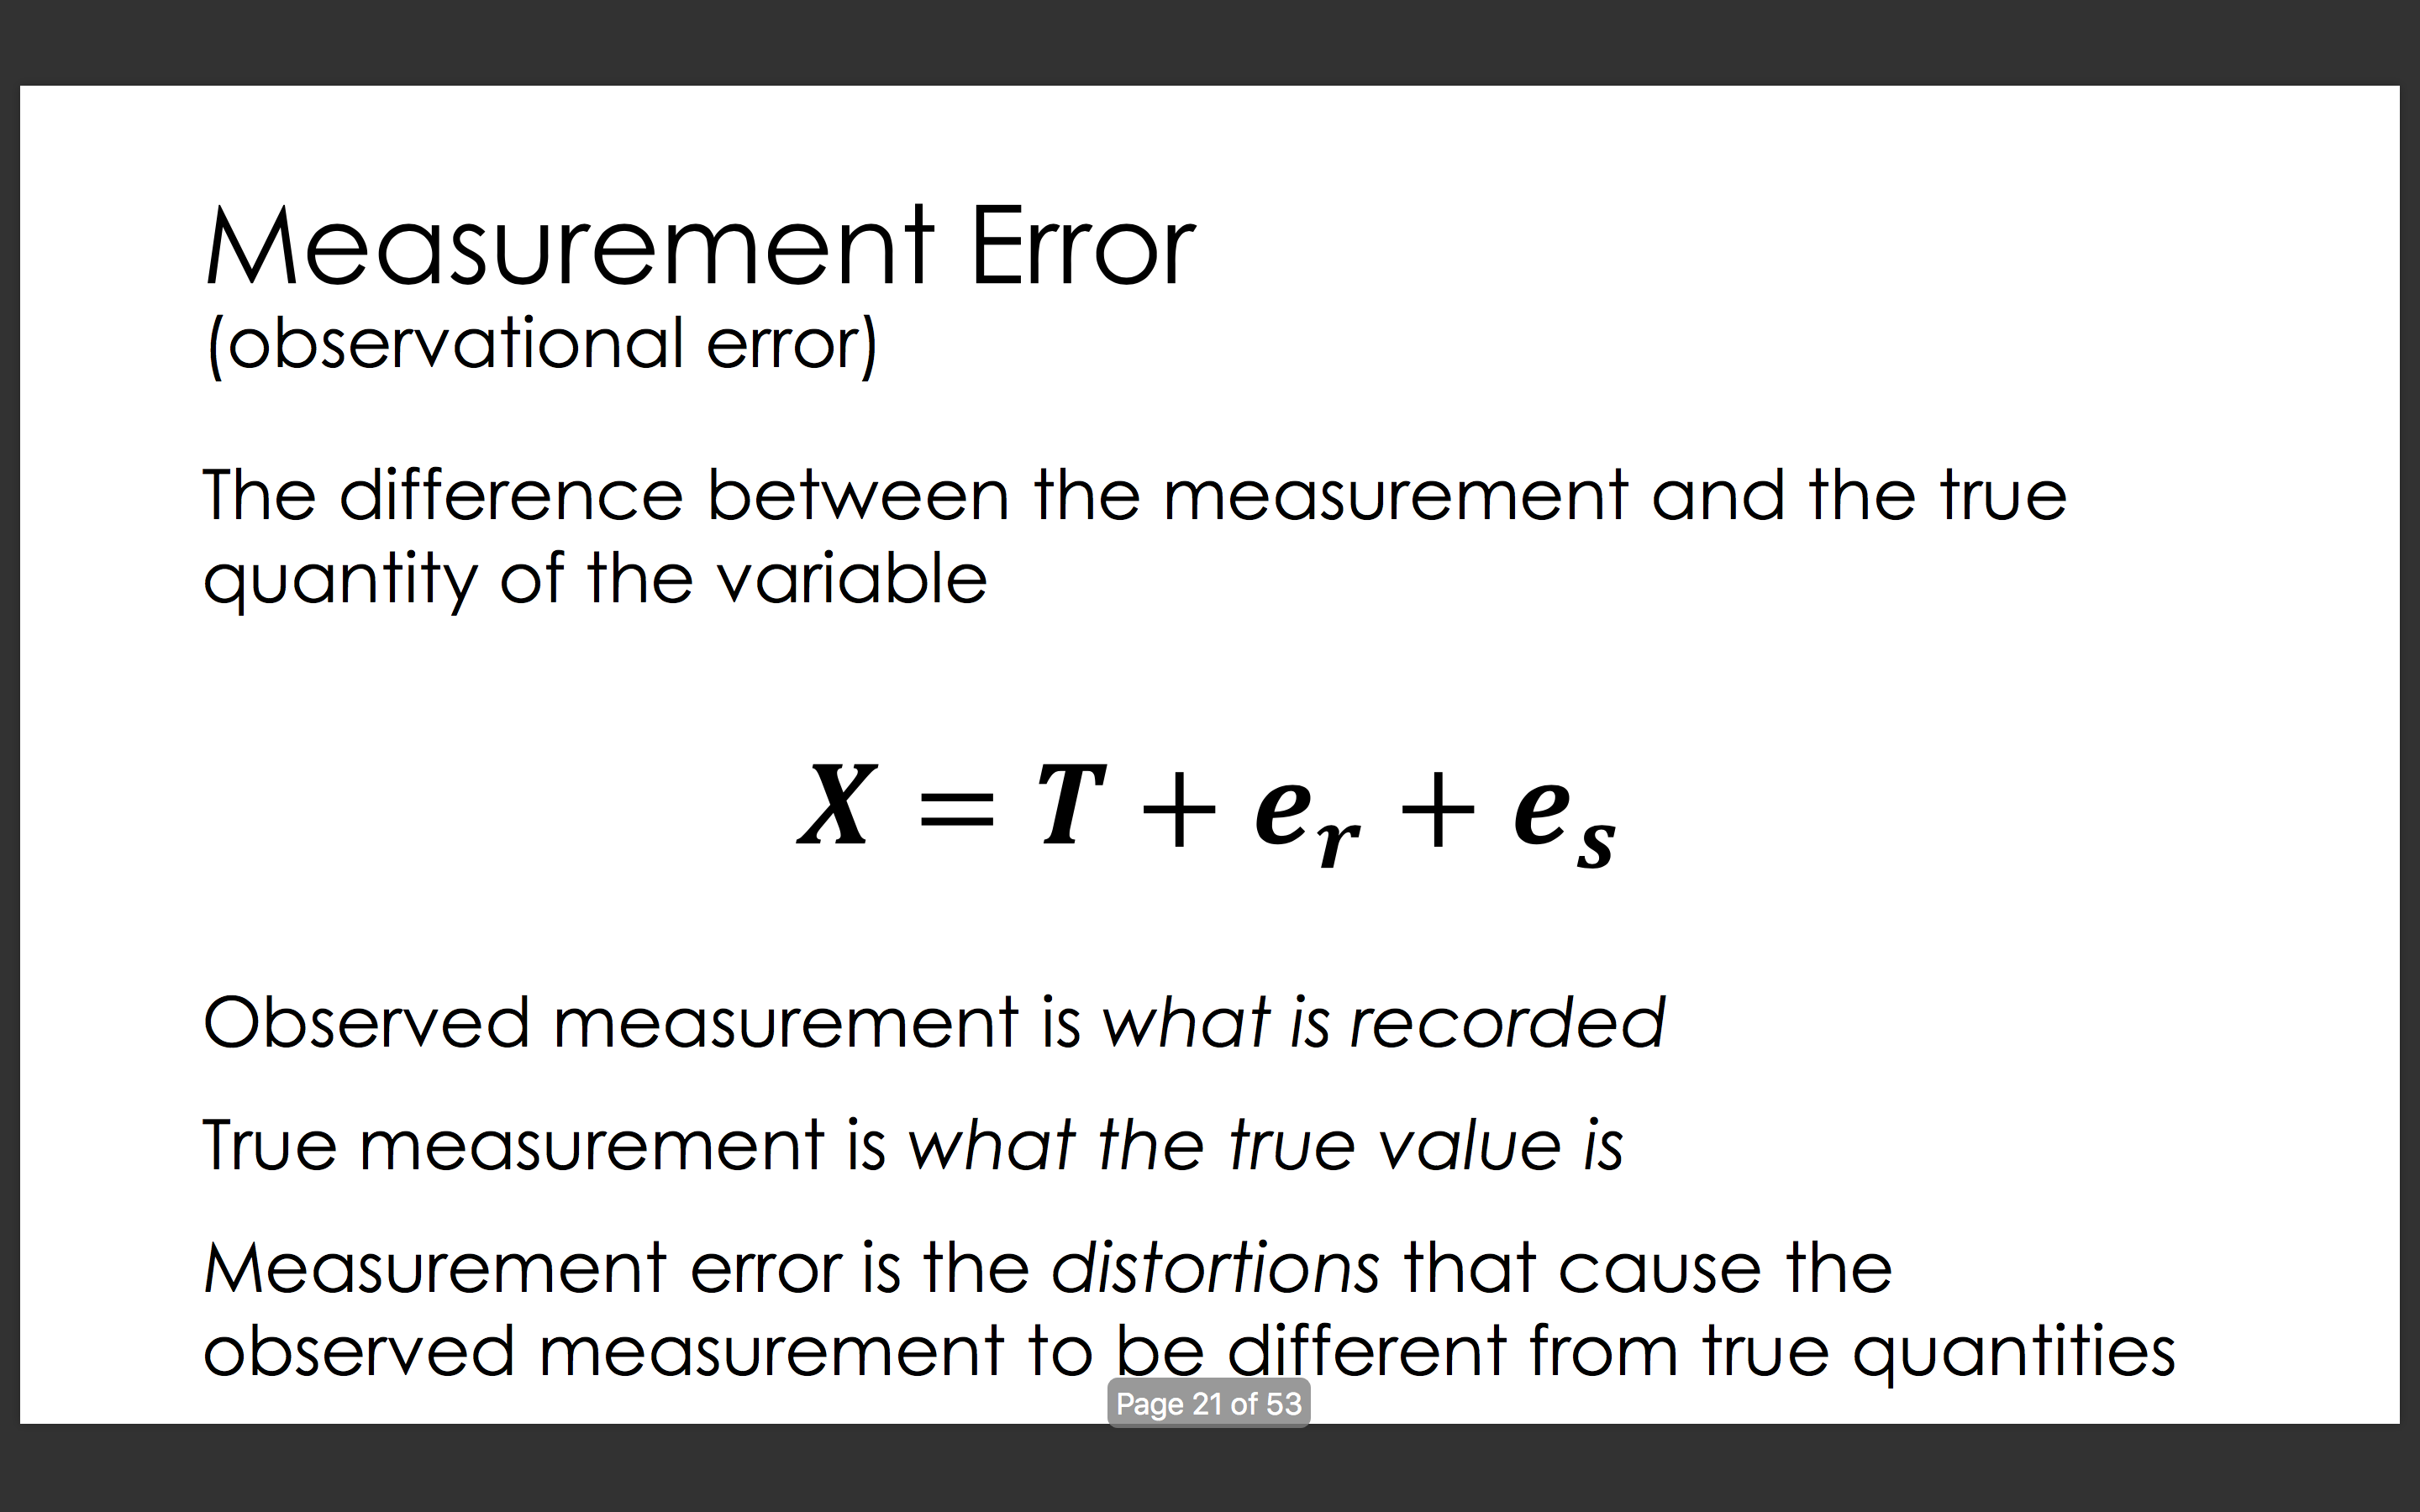 Measurement Error
(observational error)
The difference between the measurement and the true
quantity of the variable
X = T + eᵣ + eₛ
Observed measurement is what is recorded
True measurement is what the true value is
Measurement error is the distortions that cause the
observed measurement to be different from true quantities
Page 21 of 53